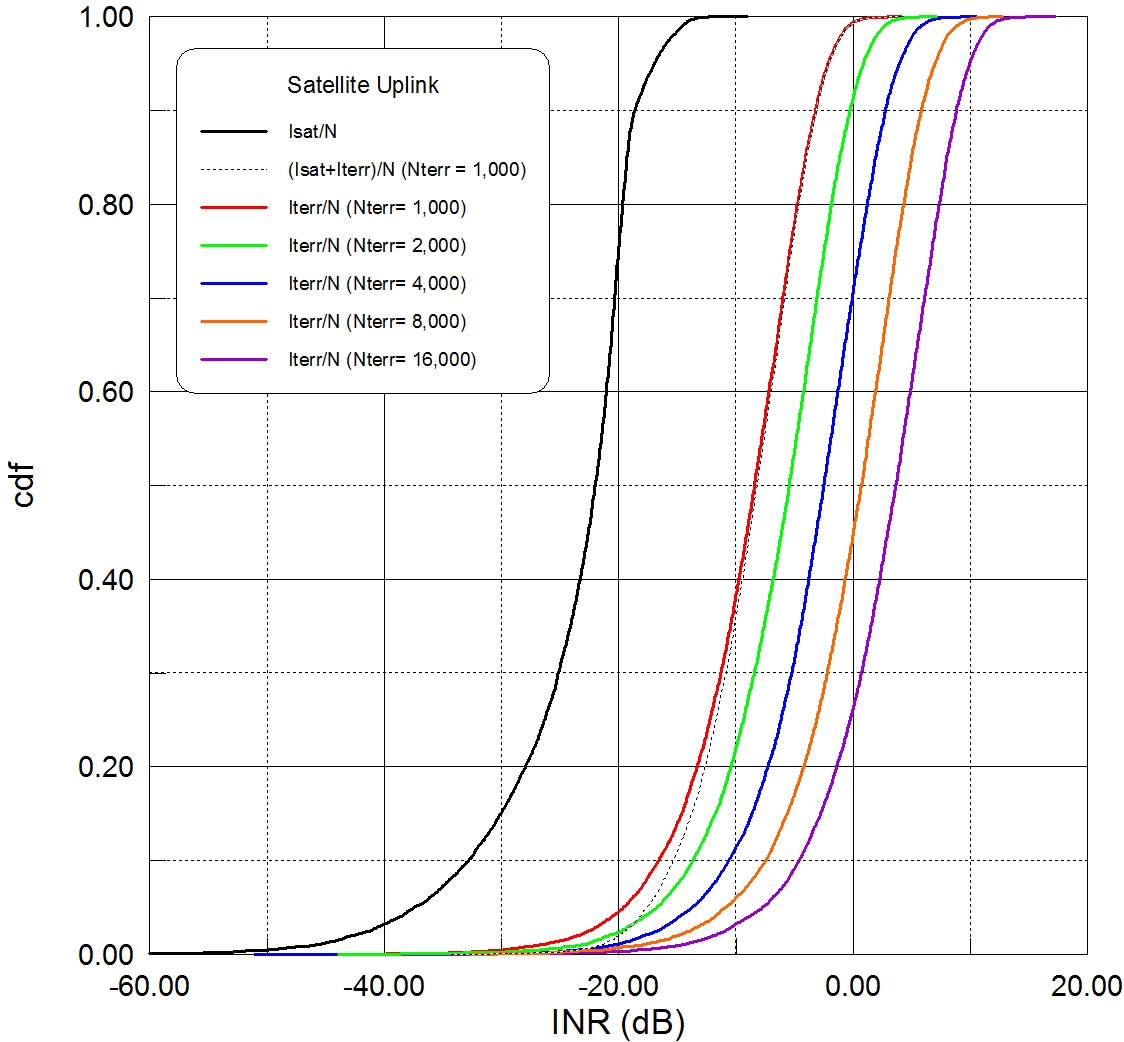 1.00
Satellite Uplink
Isat/N
(Isat+Iterr)/N (Nterr = 1,000)
Iterr/N (Nterr= 1,000)
Iterr/N (Nterr= 2,000)
Iterr/N (Nterr= 4,000)
Iterr/N (Nterr= 8,000)
Iterr/N (Nterr= 16,000)
0.80
0.60
cdf
0.40
0.20
0.00
-60.00 -40.00 -20.00 0.00 20.00
INR (dB)